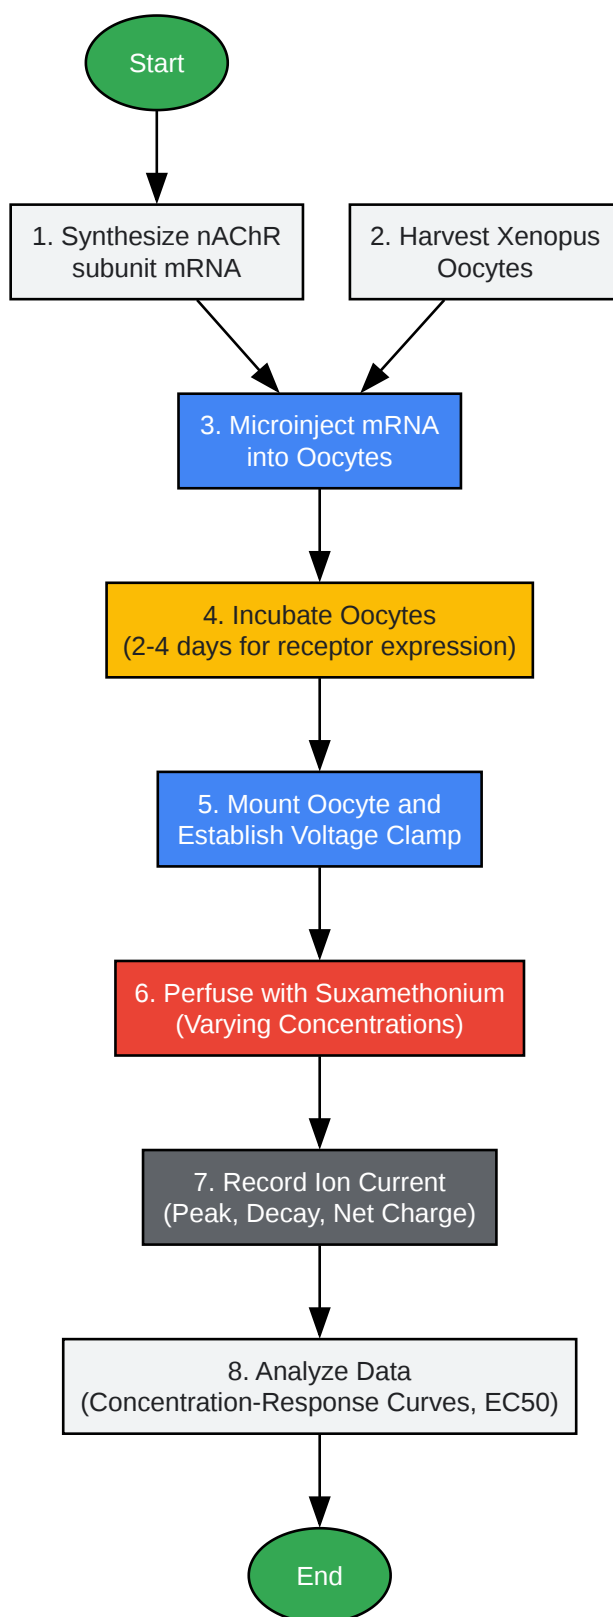 Start
1. Synthesize nAChR
subunit mRNA
2. Harvest Xenopus
Oocytes
3. Microinject mRNA
into Oocytes
4. Incubate Oocytes
(2-4 days for receptor expression)
5. Mount Oocyte and
Establish Voltage Clamp
6. Perfuse with Suxamethonium
(Varying Concentrations)
7. Record Ion Current
(Peak, Decay, Net Charge)
8. Analyze Data
(Concentration-Response Curves, EC50)
End